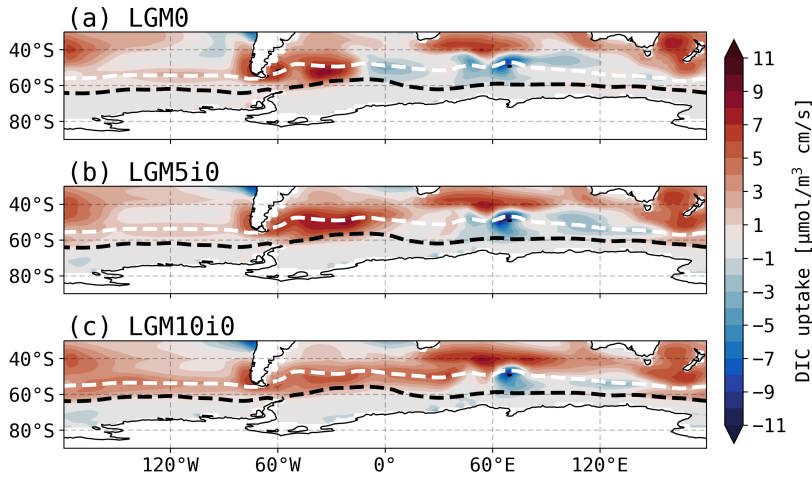 (a) LGM0
40°S
60°S
80°S
(b) LGM5i0
40°S
60°S
80°S
(c) LGM10i0
40°S
60°S
80°S
120°W 60°W 0° 60°E 120°E
11
9
7
5
3
1
−1
−3
−5
−7
−9
−11
DIC uptake [μmol/m³ cm/s]